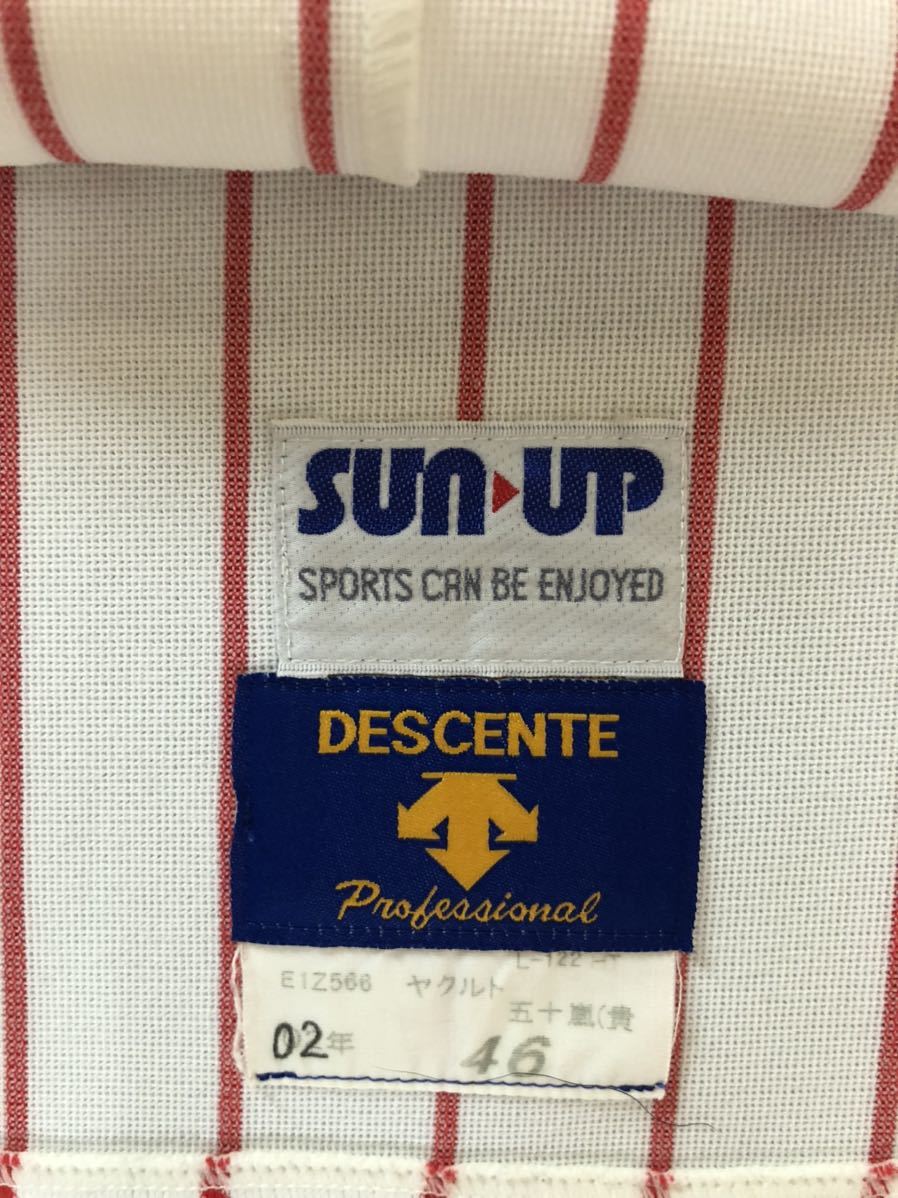 SUN UP
SPORTS CAN BE ENJOYED
DESCENTE
Professional
L-122
E1Z566 ヤクルト
五十嵐(貴
02年 46